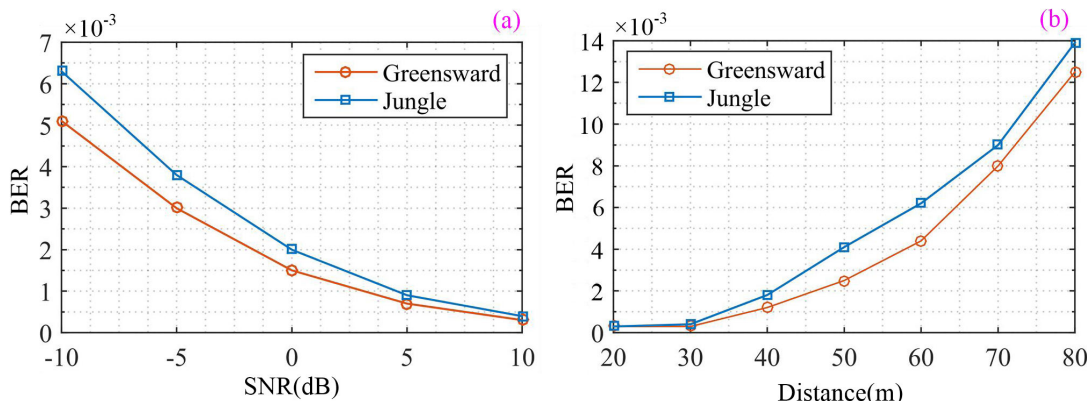 ×10⁻³
(a)
7
6
5
4
3
2
1
0
BER
Greensward
Jungle
-10 -5 0 5 10
SNR(dB)
×10⁻³
(b)
14
12
10
8
6
4
2
0
BER
Greensward
Jungle
20 30 40 50 60 70 80
Distance(m)